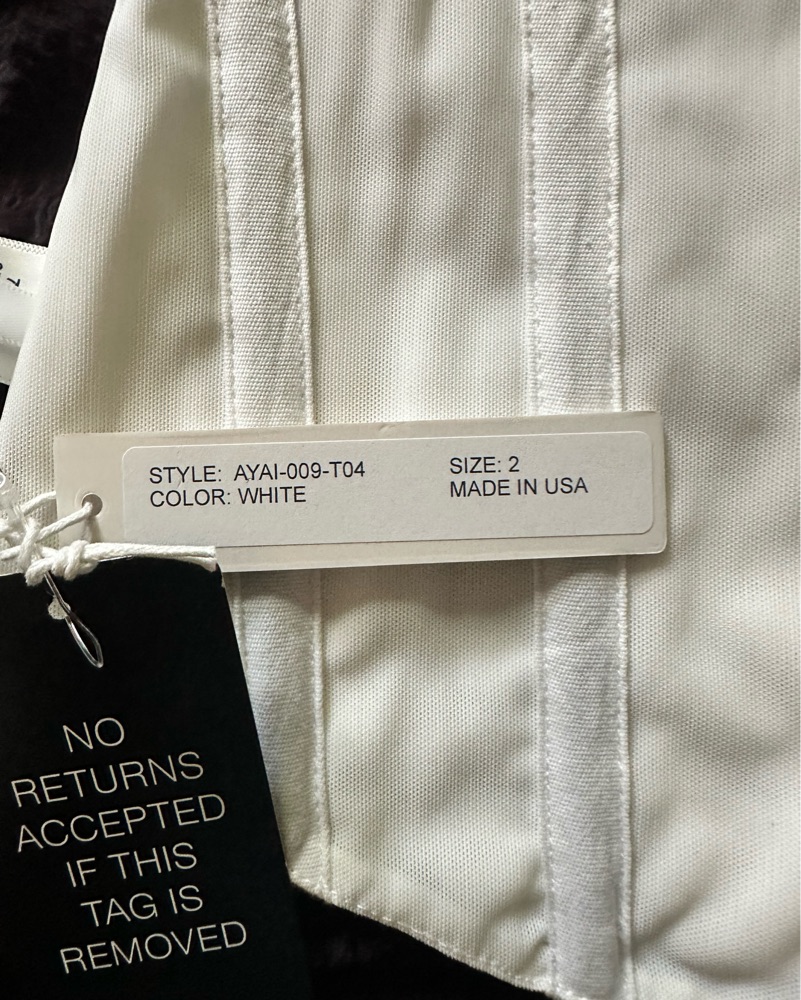 STYLE: AYAI-009-T04
COLOR: WHITE
SIZE: 2
MADE IN USA
NO
RETURNS
ACCEPTED
IF THIS
TAG IS
REMOVED